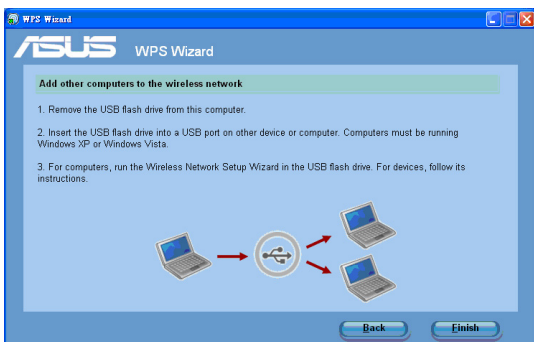 WPS Wizard
ASUS WPS Wizard
Add other computers to the wireless network
1. Remove the USB flash drive from this computer.
2. Insert the USB flash drive into a USB port on other device or computer. Computers must be running
Windows XP or Windows Vista.
3. For computers, run the Wireless Network Setup Wizard in the USB flash drive. For devices, follow its
instructions.
Back Finish